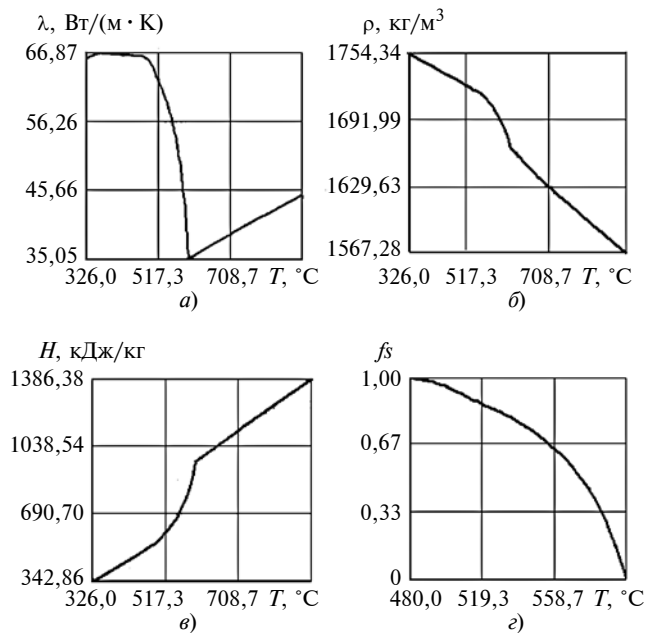 λ, Вт/(м · К)
66,87
56,26
45,66
35,05
326,0 517,3 708,7 T, °C
а)
ρ, кг/м³
1754,34
1691,99
1629,63
1567,28
326,0 517,3 708,7 T, °C
б)
H, кДж/кг
1386,38
1038,54
690,70
342,86
326,0 517,3 708,7 T, °C
в)
fs
1,00
0,67
0,33
0
480,0 519,3 558,7 T, °C
г)